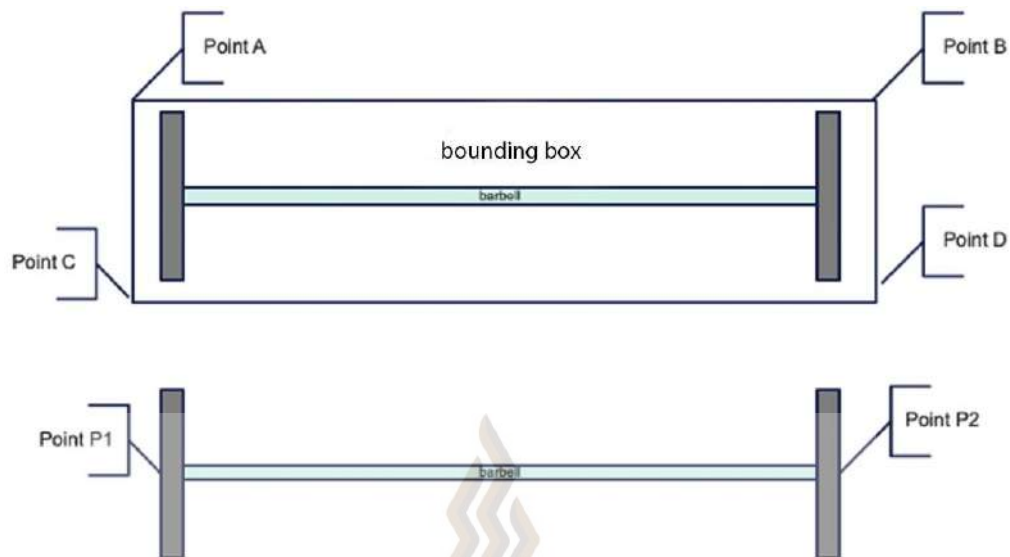 Point A
Point B
bounding box
barbell
Point D
Point C
Point P2
Point P1
barbell